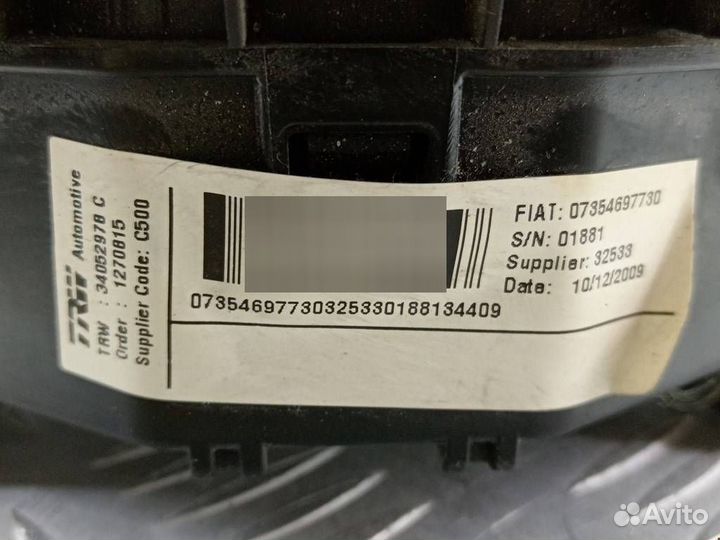 TRW Automotive
TRW : 34052978 C
Order : 1270815
Supplier Code: C500
07354697730325330188134409
FIAT: 07354697730
S/N: 01881
Supplier: 32533
Date: 10/12/2009
Avito